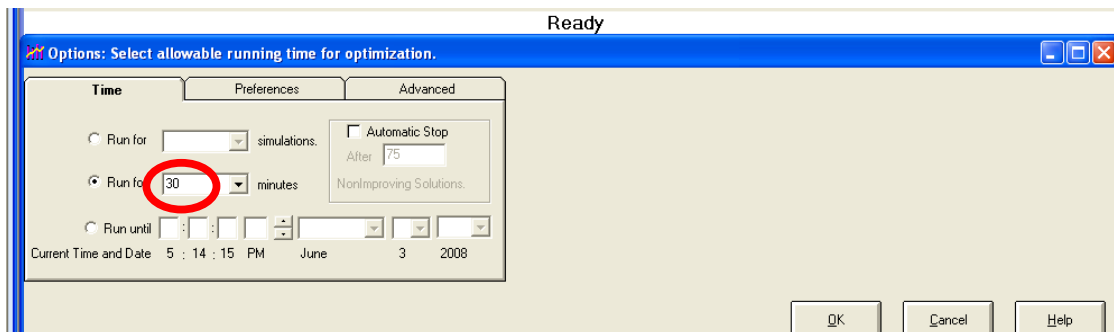 Ready
Options: Select allowable running time for optimization.
Time Preferences Advanced
Run for simulations.
Automatic Stop
After 75
Run fo 30 minutes
NonImproving Solutions.
Run until : :
Current Time and Date 5 : 14 : 15 PM June 3 2008
OK Cancel Help